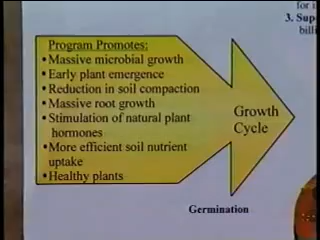 for i
3. Sup
billi
Program Promotes:
•Massive microbial growth
•Early plant emergence
•Reduction in soil compaction
•Massive root growth
•Stimulation of natural plant
hormones
•More efficient soil nutrient
uptake
•Healthy plants
Growth
Cycle
Germination